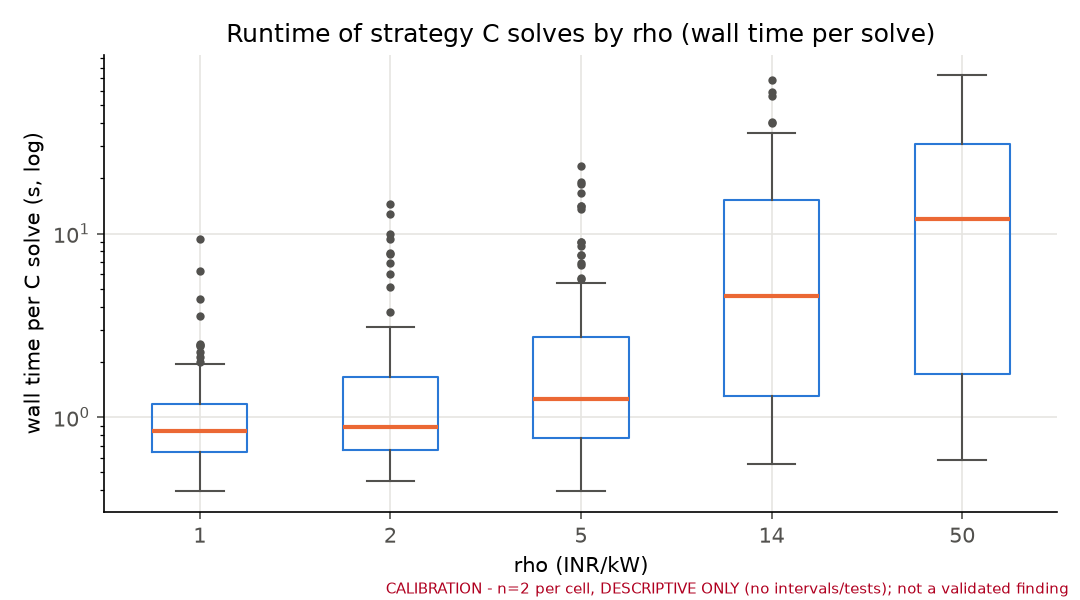 Runtime of strategy C solves by rho (wall time per solve)
wall time per C solve (s, log)
10¹
10⁰
1 2 5 14 50
rho (INR/kW)
CALIBRATION - n=2 per cell, DESCRIPTIVE ONLY (no intervals/tests); not a validated finding